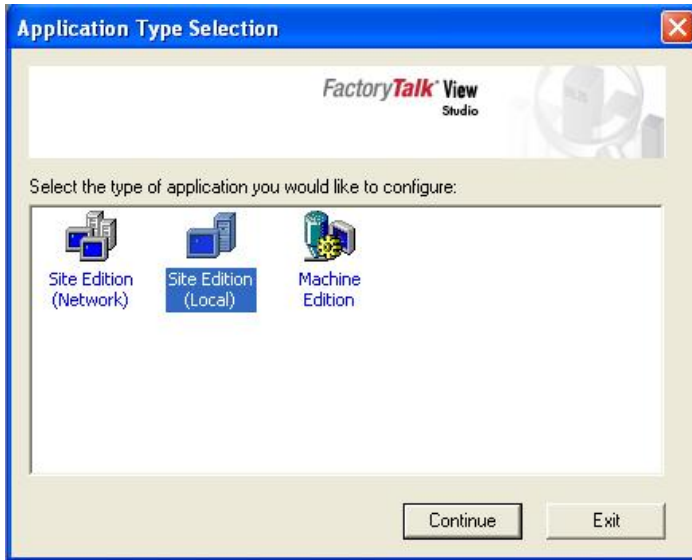 Application Type Selection
FactoryTalk View
Studio
Select the type of application you would like to configure:
Site Edition
(Network)
Site Edition
(Local)
Machine
Edition
Continue
Exit